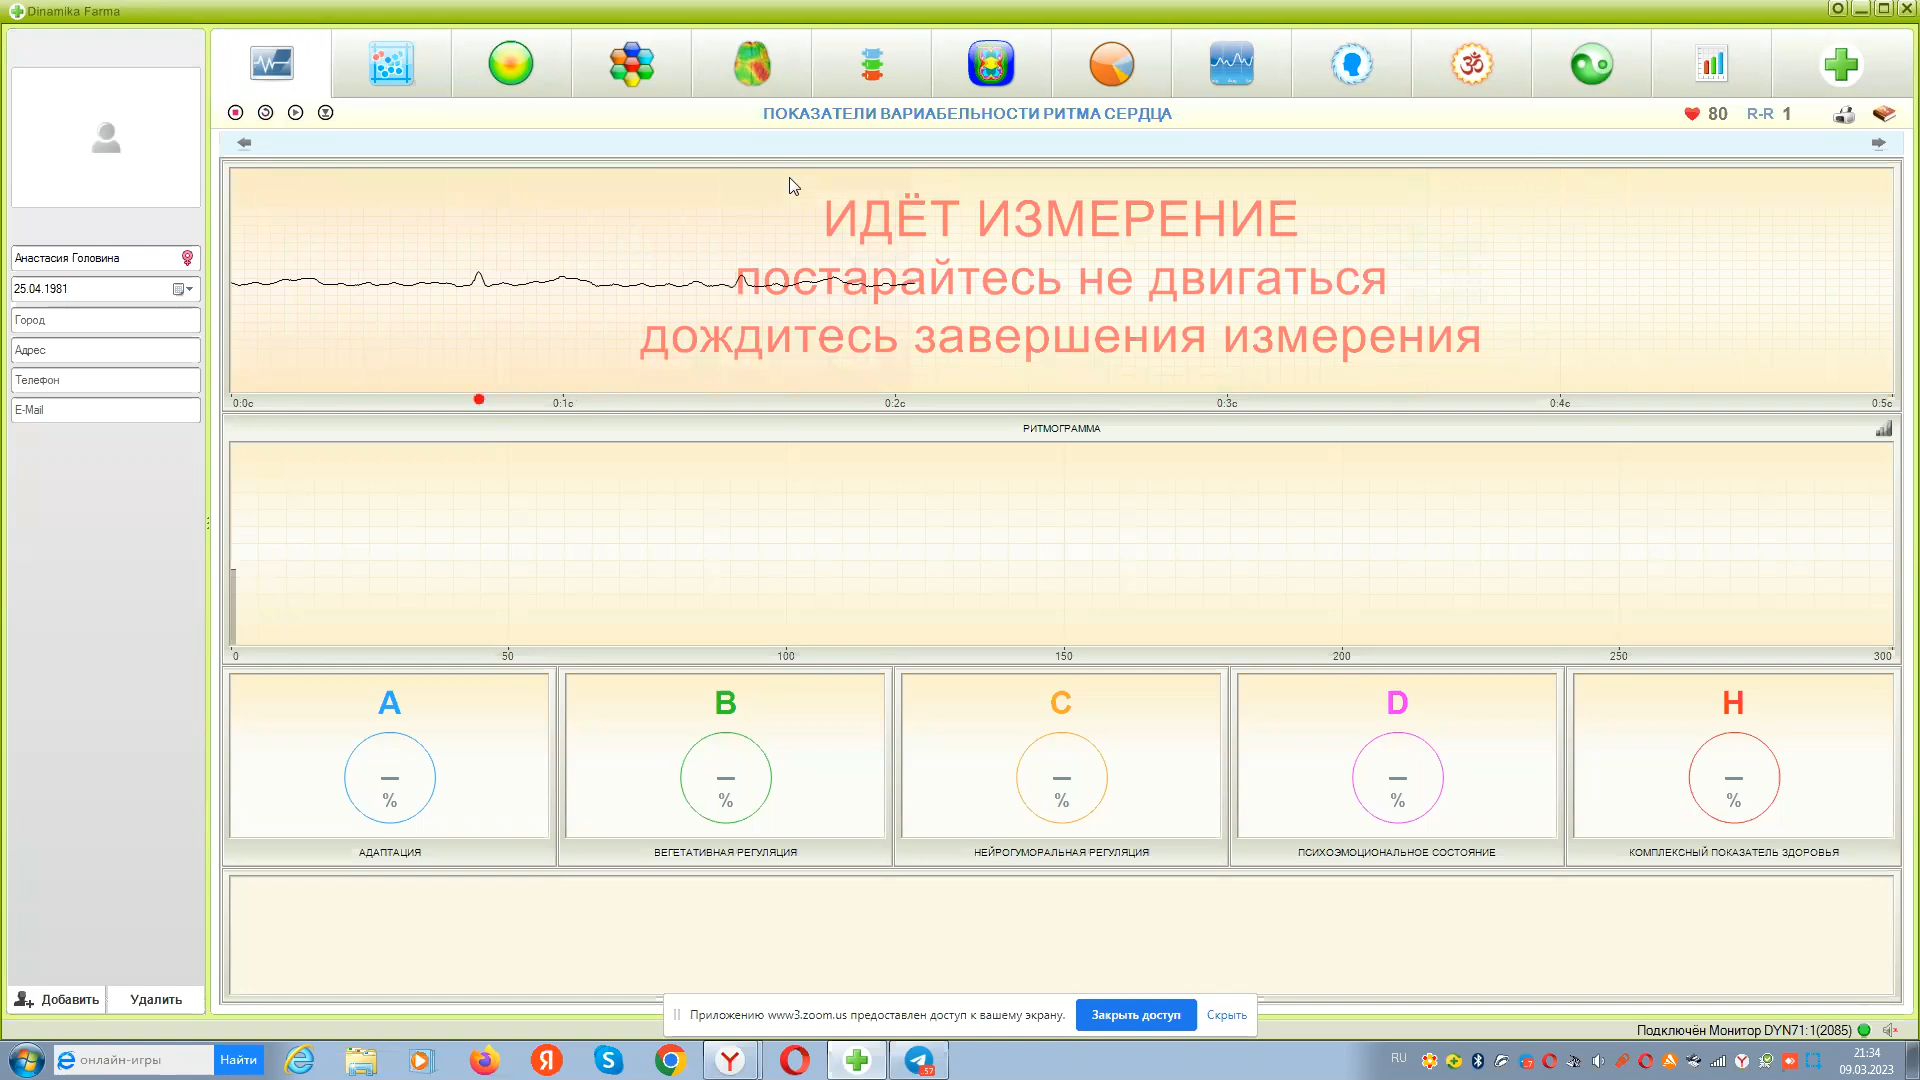 Dinamika Farma
ПОКАЗАТЕЛИ ВАРИАБЕЛЬНОСТИ РИТМА СЕРДЦА
80
R-R 1
ИДЁТ ИЗМЕРЕНИЕ
постарайтесь не двигаться
дождитесь завершения измерения
0:0с
0:1с
0:2с
0:3с
0:4с
0:5с
Анастасия Головина
25.04.1981
Город
Адрес
Телефон
E-Mail
РИТМОГРАММА
0
50
100
150
200
250
300
A
B
C
D
H
%
%
%
%
%
АДАПТАЦИЯ
ВЕГЕТАТИВНАЯ РЕГУЛЯЦИЯ
НЕЙРОГУМОРАЛЬНАЯ РЕГУЛЯЦИЯ
ПСИХОЭМОЦИОНАЛЬНОЕ СОСТОЯНИЕ
КОМПЛЕКСНЫЙ ПОКАЗАТЕЛЬ ЗДОРОВЬЯ
Добавить
Удалить
Приложению www3.zoom.us предоставлен доступ к вашему экрану.
Закрыть доступ
Скрыть
Подключён Монитор DYN71:1(2085)
онлайн-игры
Найти
57
RU
21:34
09.03.2023